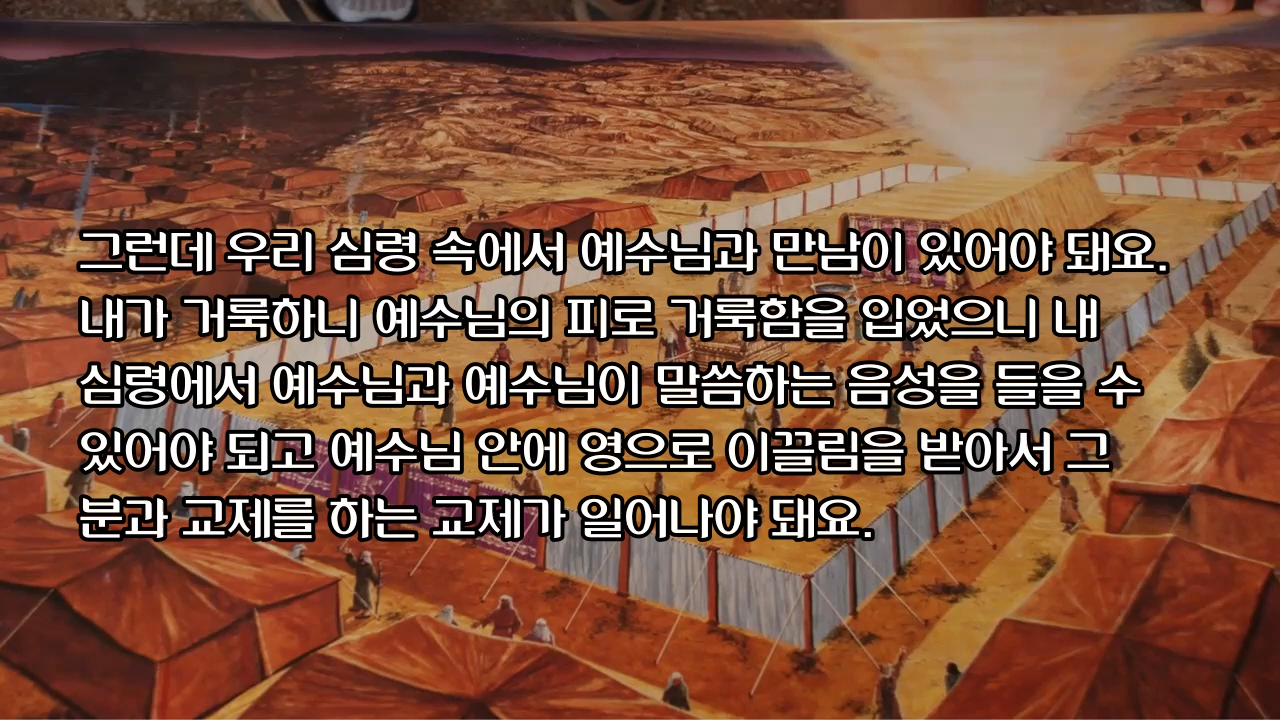 그런데 우리 심령 속에서 예수님과 만남이 있어야 돼요.
내가 거룩하니 예수님의 피로 거룩함을 입었으니 내
심령에서 예수님과 예수님이 말씀하는 음성을 들을 수
있어야 되고 예수님 안에 영으로 이끌림을 받아서 그
분과 교제를 하는 교제가 일어나야 돼요.